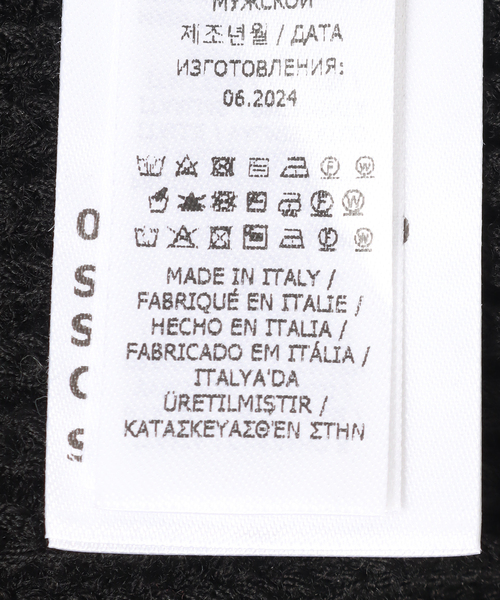 МУЖСКОЙ
제조년월 / ДАТА
ИЗГОТОВЛЕНИЯ:
06.2024
MADE IN ITALY /
FABRIQUÉ EN ITALIE /
HECHO EN ITALIA /
FABRICADO EM ITÁLIA /
ITALYA'DA
ÜRETILMIŞTIR /
ΚΑΤΑΣΚΕΥΑΣΘΈΝ ΣΤΗΝ